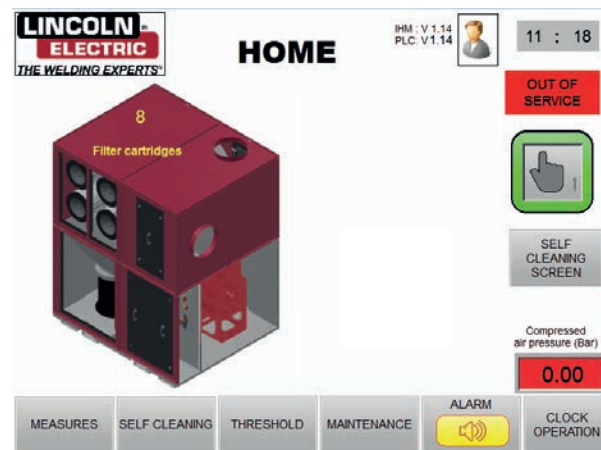 LINCOLN
ELECTRIC
THE WELDING EXPERTS
HOME
IHM : V 1.14
PLC: V 1.14
11 : 18
OUT OF
SERVICE
8
Filter cartridges
1
SELF
CLEANING
SCREEN
Compressed
air pressure (Bar)
0.00
MEASURES
SELF CLEANING
THRESHOLD
MAINTENANCE
ALARM
CLOCK
OPERATION